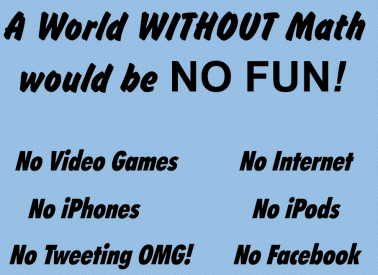 A World WITHOUT Math
would be NO FUN!
No Video Games No Internet
No iPhones No iPods
No Tweeting OMG! No Facebook